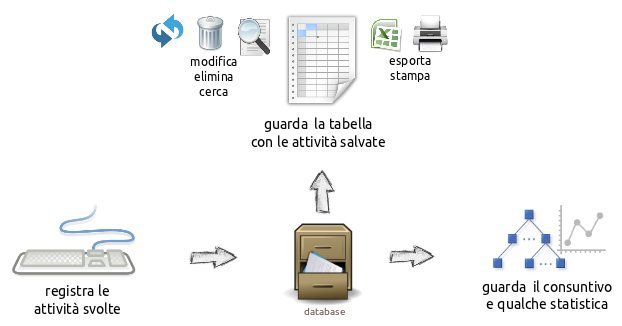 modifica
elimina
cerca
esporta
stampa
guarda la tabella
con le attività salvate
registra le
attività svolte
database
guarda il consuntivo
e qualche statistica